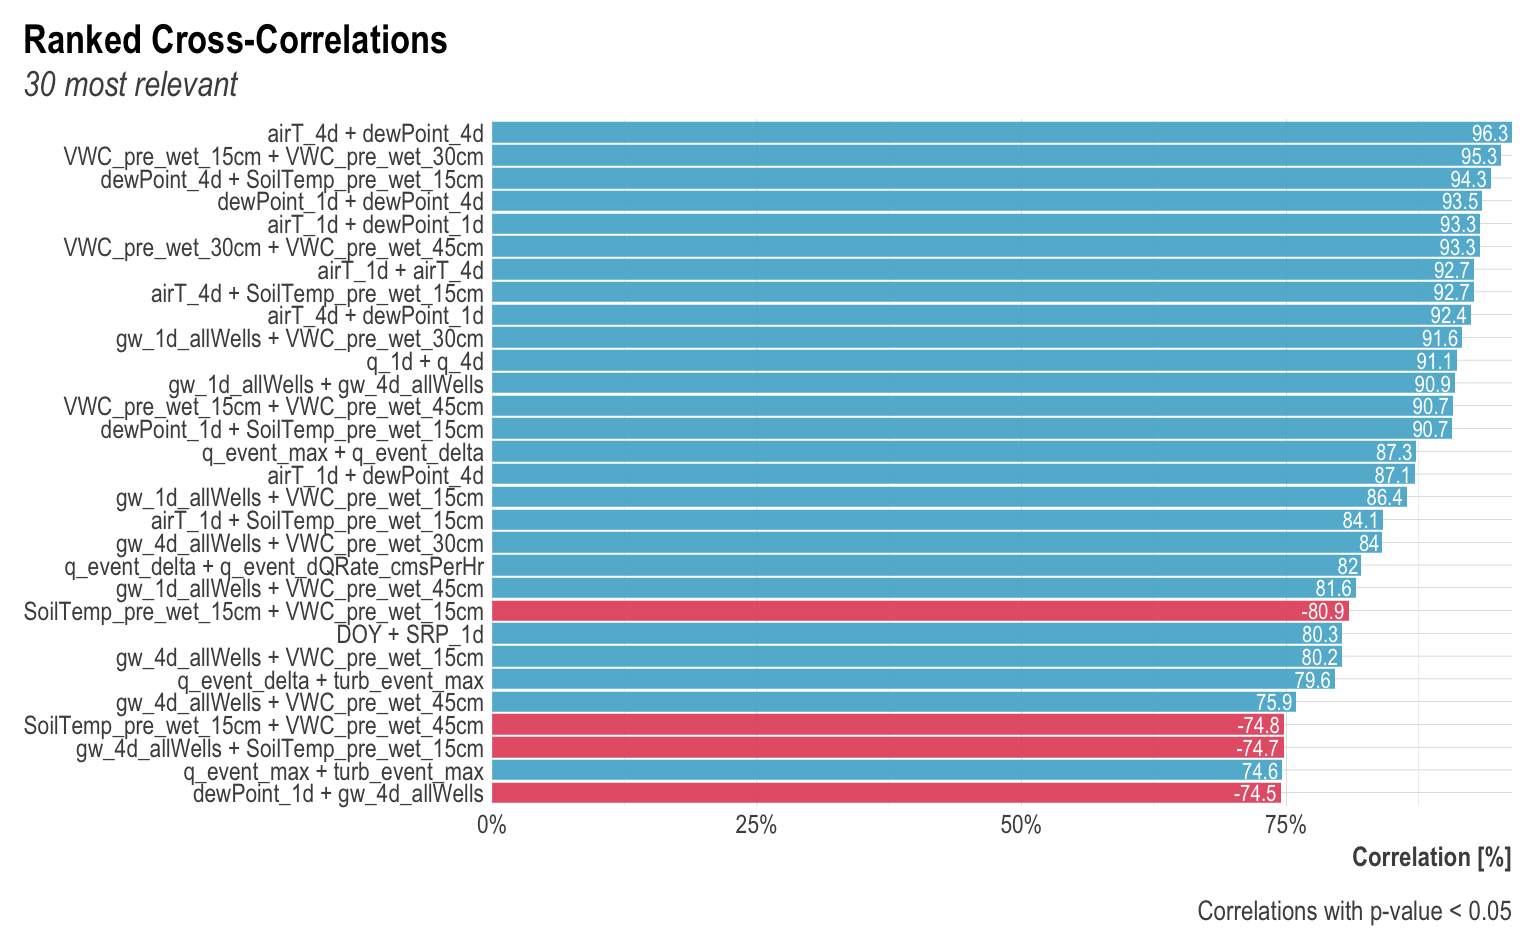 Ranked Cross-Correlations
30 most relevant
airT_4d + dewPoint_4d 96.3
VWC_pre_wet_15cm + VWC_pre_wet_30cm 95.3
dewPoint_4d + SoilTemp_pre_wet_15cm 94.3
dewPoint_1d + dewPoint_4d 93.5
airT_1d + dewPoint_1d 93.3
VWC_pre_wet_30cm + VWC_pre_wet_45cm 93.3
airT_1d + airT_4d 92.7
airT_4d + SoilTemp_pre_wet_15cm 92.7
airT_4d + dewPoint_1d 92.4
gw_1d_allWells + VWC_pre_wet_30cm 91.6
q_1d + q_4d 91.1
gw_1d_allWells + gw_4d_allWells 90.9
VWC_pre_wet_15cm + VWC_pre_wet_45cm 90.7
dewPoint_1d + SoilTemp_pre_wet_15cm 90.7
q_event_max + q_event_delta 87.3
airT_1d + dewPoint_4d 87.1
gw_1d_allWells + VWC_pre_wet_15cm 86.4
airT_1d + SoilTemp_pre_wet_15cm 84.1
gw_4d_allWells + VWC_pre_wet_30cm 84
q_event_delta + q_event_dQRate_cmsPerHr 82
gw_1d_allWells + VWC_pre_wet_45cm 81.6
SoilTemp_pre_wet_15cm + VWC_pre_wet_15cm -80.9
DOY + SRP_1d 80.3
gw_4d_allWells + VWC_pre_wet_15cm 80.2
q_event_delta + turb_event_max 79.6
gw_4d_allWells + VWC_pre_wet_45cm 75.9
SoilTemp_pre_wet_15cm + VWC_pre_wet_45cm -74.8
gw_4d_allWells + SoilTemp_pre_wet_15cm -74.7
q_event_max + turb_event_max 74.6
dewPoint_1d + gw_4d_allWells -74.5
0% 25% 50% 75%
Correlation [%]
Correlations with p-value < 0.05